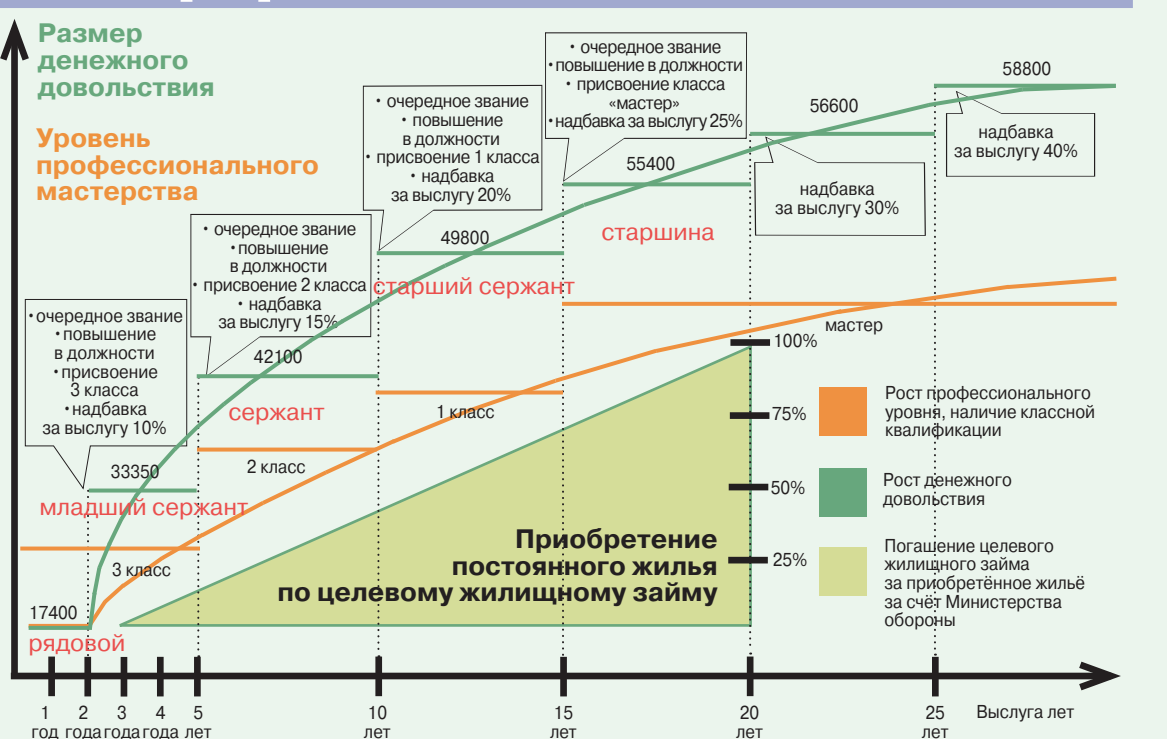 Размер
денежного
довольствия
Уровень
профессионального
мастерства
• очередное звание
• повышение
в должности
• присвоение
3 класса
• надбавка
за выслугу 10%
• очередное звание
• повышение
в должности
• присвоение 2 класса
• надбавка
за выслугу 15%
• очередное звание
• повышение
в должности
• присвоение 1 класса
• надбавка
за выслугу 20%
• очередное звание
• повышение в должности
• присвоение класса
«мастер»
• надбавка за выслугу 25%
надбавка
за выслугу 30%
надбавка
за выслугу 40%
17400
33350
42100
49800
55400
56600
58800
рядовой
младший сержант
сержант
старший сержант
старшина
3 класс
2 класс
1 класс
мастер
100%
75%
50%
25%
Приобретение
постоянного жилья
по целевому жилищному займу
Рост профессионального
уровня, наличие классной
квалификации
Рост денежного
довольствия
Погашение целевого
жилищного займа
за приобретённое жильё
за счёт Министерства
обороны
1 2 3 4 5 10 15 20 25 Выслуга лет
год года года года лет лет лет лет лет